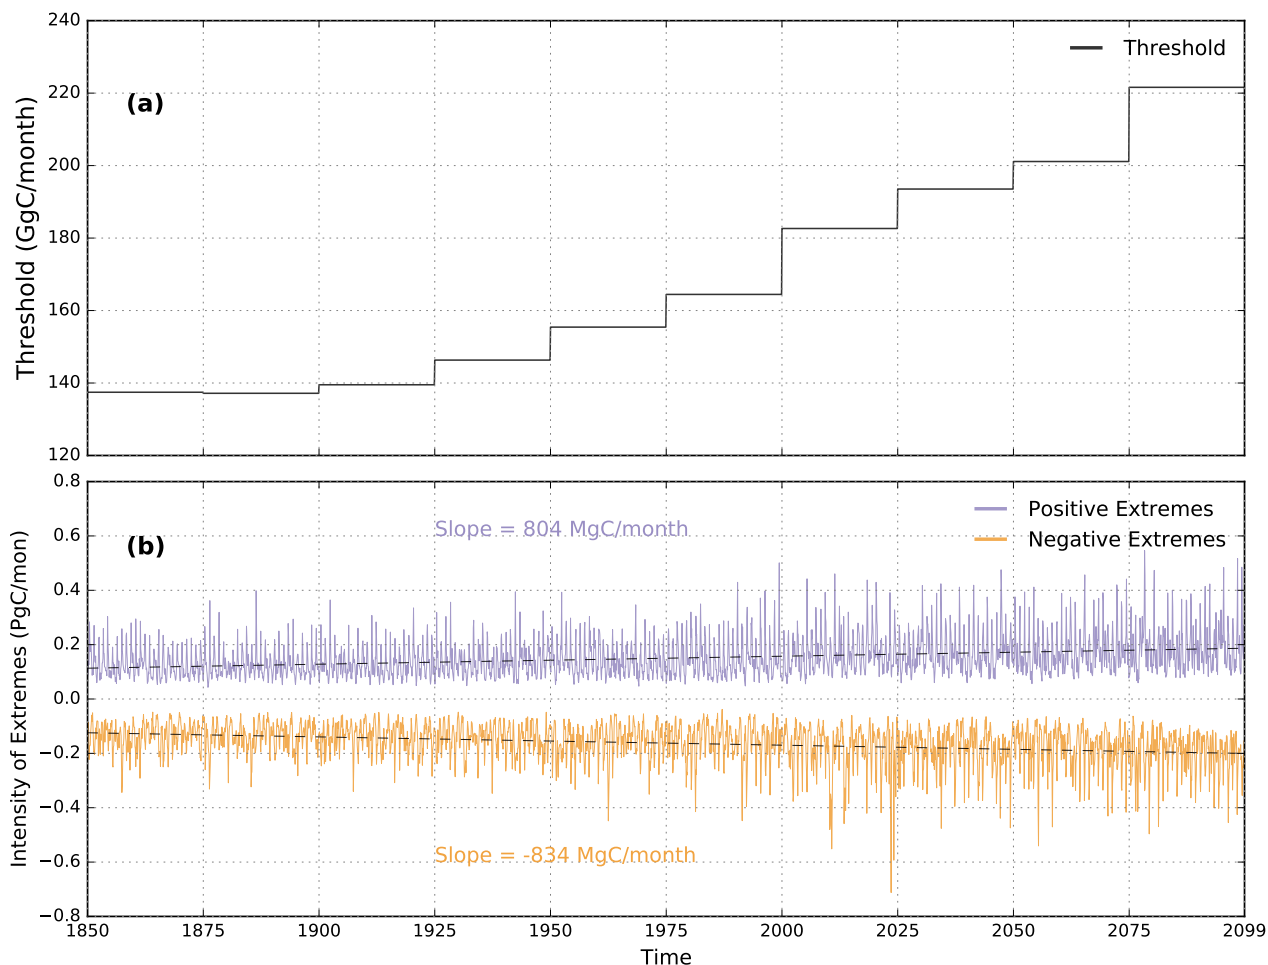 240
220
200
180
160
140
120
Threshold (GgC/month)
(a)
Threshold
0.8
0.6
0.4
0.2
0.0
−0.2
−0.4
−0.6
−0.8
Intensity of Extremes (PgC/mon)
(b)
Slope = 804 MgC/month
Positive Extremes
Negative Extremes
Slope = -834 MgC/month
1850 1875 1900 1925 1950 1975 2000 2025 2050 2075 2099
Time